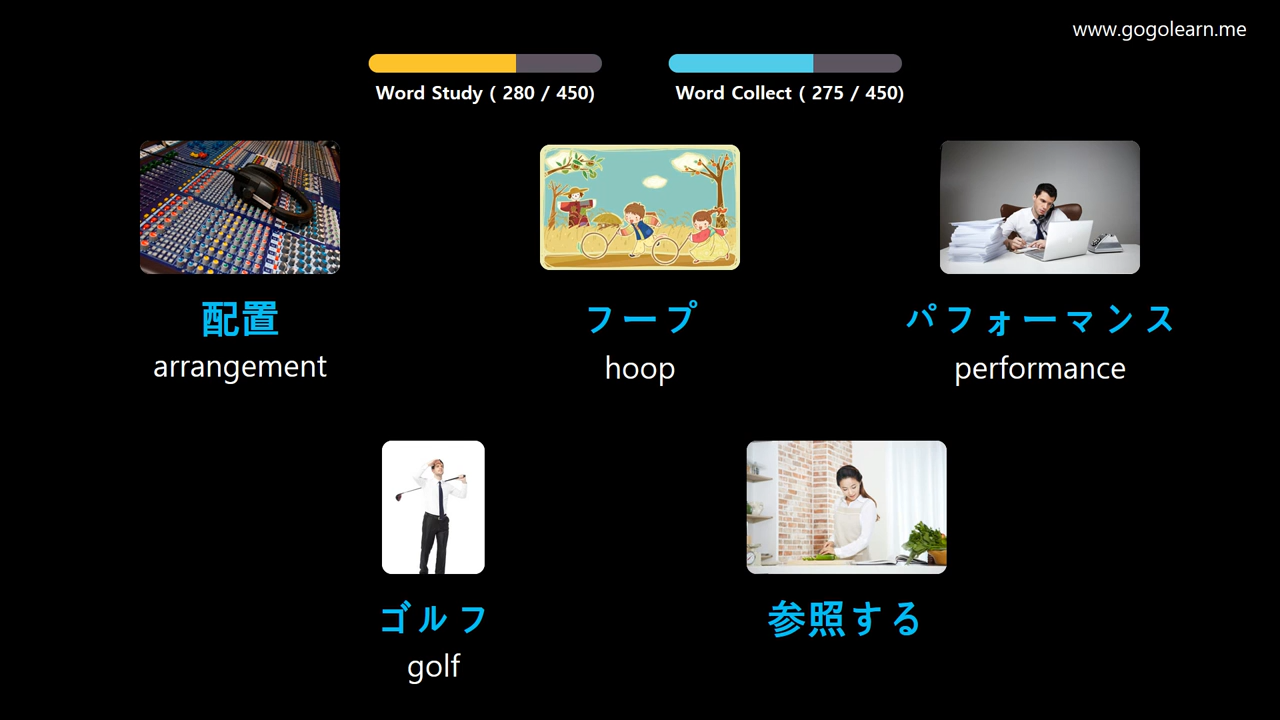 www.gogolearn.me
Word Study ( 280 / 450)
Word Collect ( 275 / 450)
配置
arrangement
フープ
hoop
パフォーマンス
performance
ゴルフ
golf
参照する